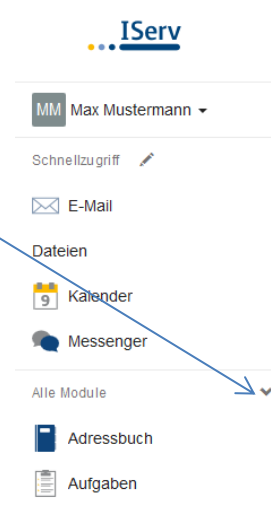 IServ
MM Max Mustermann
Schnellzugriff
E-Mail
Dateien
9 Kalender
Messenger
Alle Module
Adressbuch
Aufgaben